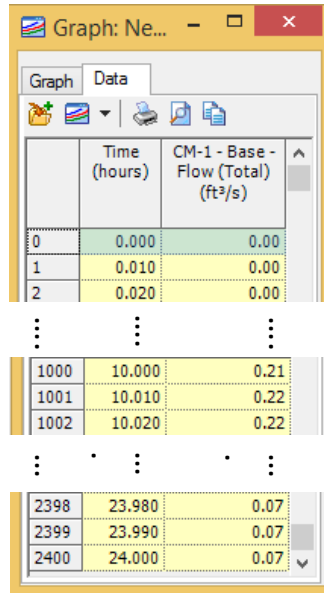 Graph: Ne...
Graph Data
Time (hours) CM-1 - Base - Flow (Total) (ft³/s)
0 0.000 0.00
1 0.010 0.00
2 0.020 0.00
1000 10.000 0.21
1001 10.010 0.22
1002 10.020 0.22
2398 23.980 0.07
2399 23.990 0.07
2400 24.000 0.07